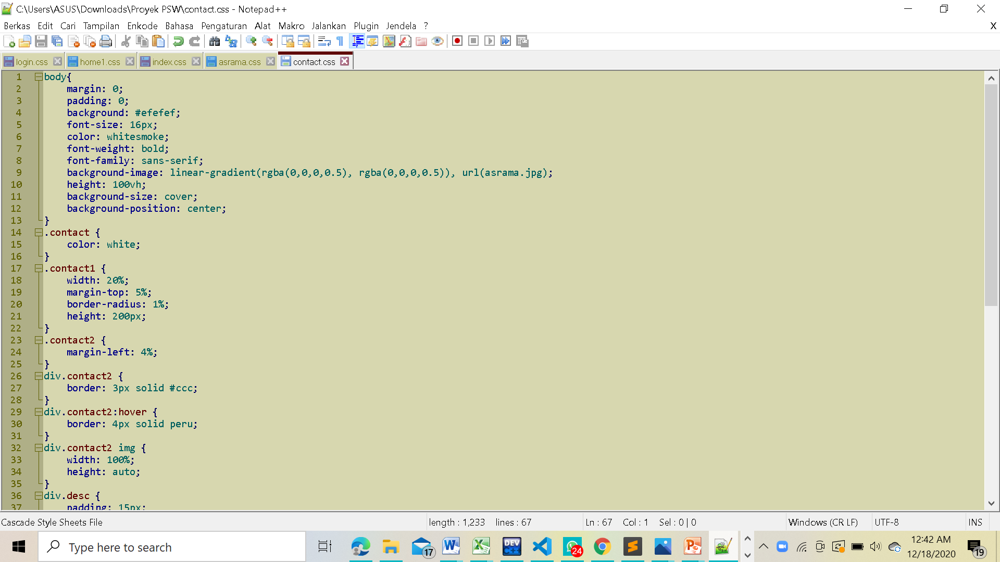 C:\Users\ASUS\Downloads\Proyek PSW\contact.css - Notepad++
Berkas Edit Cari Tampilan Enkode Bahasa Pengaturan Alat Makro Jalankan Plugin Jendela ? X
login.css home1.css index.css asrama.css contact.css
1 body{
2 margin: 0;
3 padding: 0;
4 background: #efefef;
5 font-size: 16px;
6 color: whitesmoke;
7 font-weight: bold;
8 font-family: sans-serif;
9 background-image: linear-gradient(rgba(0,0,0,0.5), rgba(0,0,0,0.5)), url(asrama.jpg);
10 height: 100vh;
11 background-size: cover;
12 background-position: center;
13 }
14 .contact {
15 color: white;
16 }
17 .contact1 {
18 width: 20%;
19 margin-top: 5%;
20 border-radius: 1%;
21 height: 200px;
22 }
23 .contact2 {
24 margin-left: 4%;
25 }
26 div.contact2 {
27 border: 3px solid #ccc;
28 }
29 div.contact2:hover {
30 border: 4px solid peru;
31 }
32 div.contact2 img {
33 width: 100%;
34 height: auto;
35 }
36 div.desc {
37 padding: 15px;
Cascade Style Sheets File length : 1,233 lines : 67 Ln : 67 Col : 1 Sel : 0 | 0 Windows (CR LF) UTF-8 INS
Type here to search 17 W X DEV C++ 24 S P 12:42 AM 19
12/18/2020